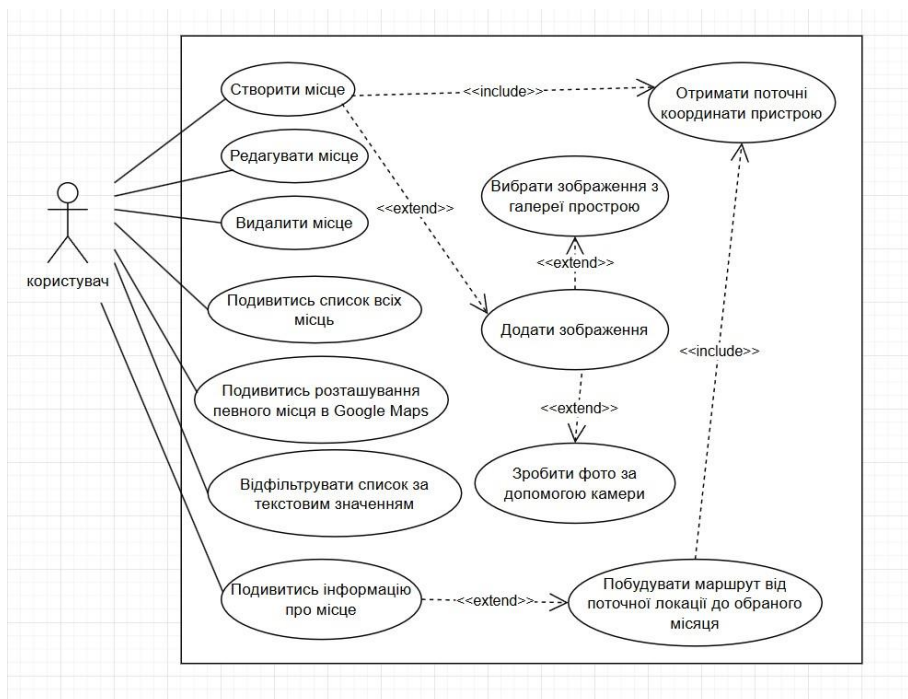 Створити місце
<<include>>
Отримати поточні
координати пристрою
Редагувати місце
Вибрати зображення з
галереї прострою
<<extend>>
Видалити місце
<<extend>>
користувач
Подивитись список всіх
місць
Додати зображення
<<include>>
Подивитись розташування
певного місця в Google Maps
<<extend>>
Відфільтрувати список за
текстовим значенням
Зробити фото за
допомогою камери
Подивитись інформацію
про місце
<<extend>>
Побудувати маршрут від
поточної локації до обраного
місяця